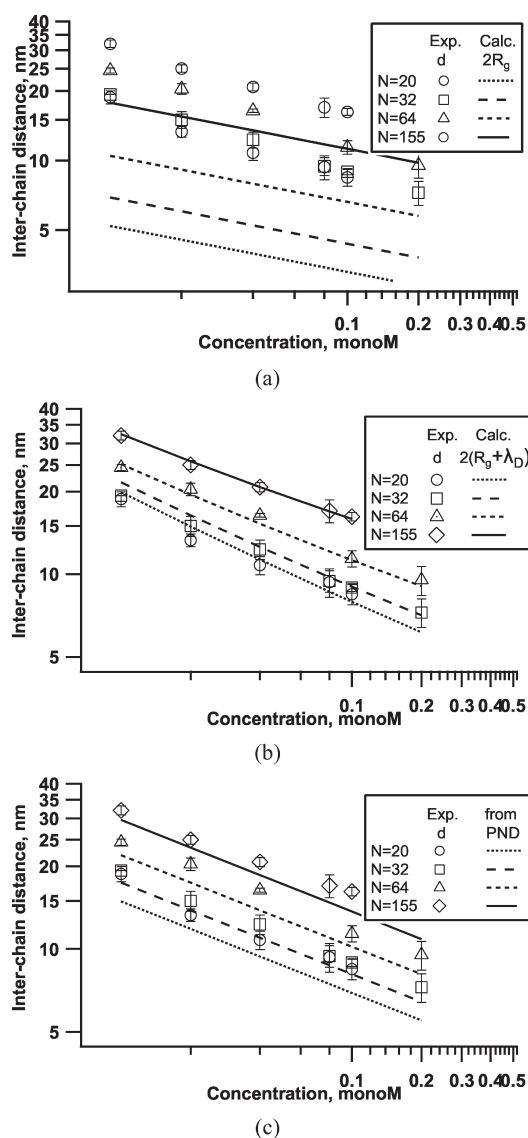 40
35
30
25
20
15
10
5
Inter-chain distance, nm
Exp. Calc.
d 2Rg
N=20
N=32
N=64
N=155
0.1 0.2 0.3 0.4 0.5
Concentration, monoM
(a)
40
35
30
25
20
15
10
5
Inter-chain distance, nm
Exp. Calc.
d 2(Rg+λD)
N=20
N=32
N=64
N=155
0.1 0.2 0.3 0.4 0.5
Concentration, monoM
(b)
40
35
30
25
20
15
10
5
Inter-chain distance, nm
Exp. from
d PND
N=20
N=32
N=64
N=155
0.1 0.2 0.3 0.4 0.5
Concentration, monoM
(c)